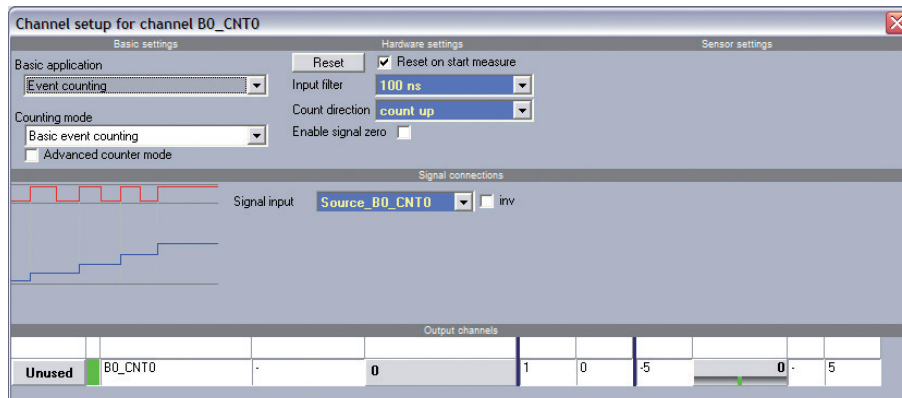 Channel setup for channel B0_CNT0
Basic settings
Hardware settings
Sensor settings
Basic application
Event counting
Counting mode
Basic event counting
Advanced counter mode
Reset
Reset on start measure
Input filter
100 ns
Count direction
count up
Enable signal zero
Signal connections
Signal input
Source_B0_CNT0
inv
Output channels
Unused
B0_CNT0
-
0
1
0
-5
0
-
5